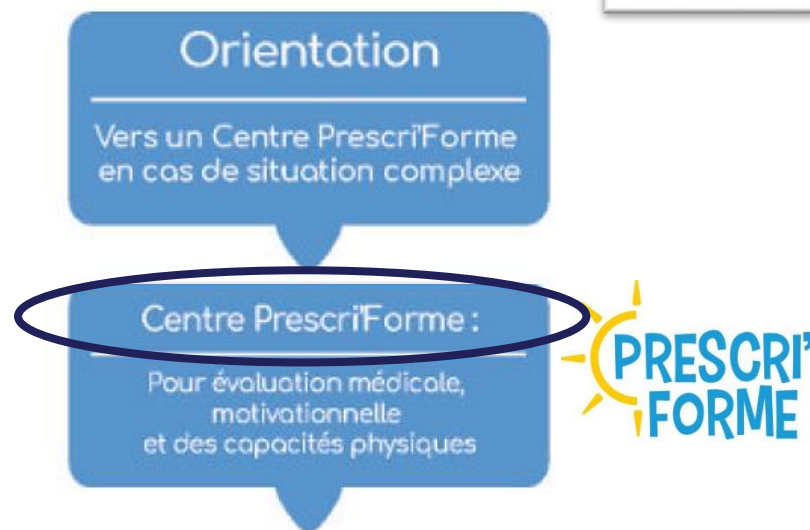 Orientation
Vers un Centre Prescri'Forme
en cas de situation complexe
Centre Prescri'Forme :
Pour évaluation médicale,
motivationnelle
et des capacités physiques
PRESCRI'
FORME